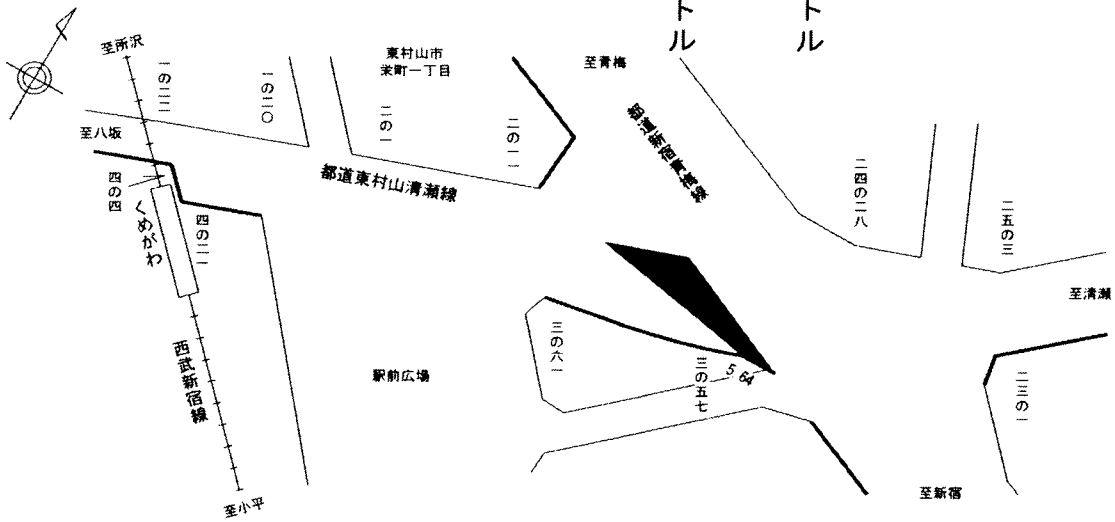 トル
トル
至所沢
東村山市
栄町一丁目
至青梅
一の二二
一の二〇
二の一
二の一一
都道新宿青梅線
至八坂
都道東村山清瀬線
二四の二八
二五の三
四の四
四の二一
くめがわ
至清瀬
三の六一
三の五七
5.64
西武新宿線
駅前広場
二三の一
至小平
至新宿